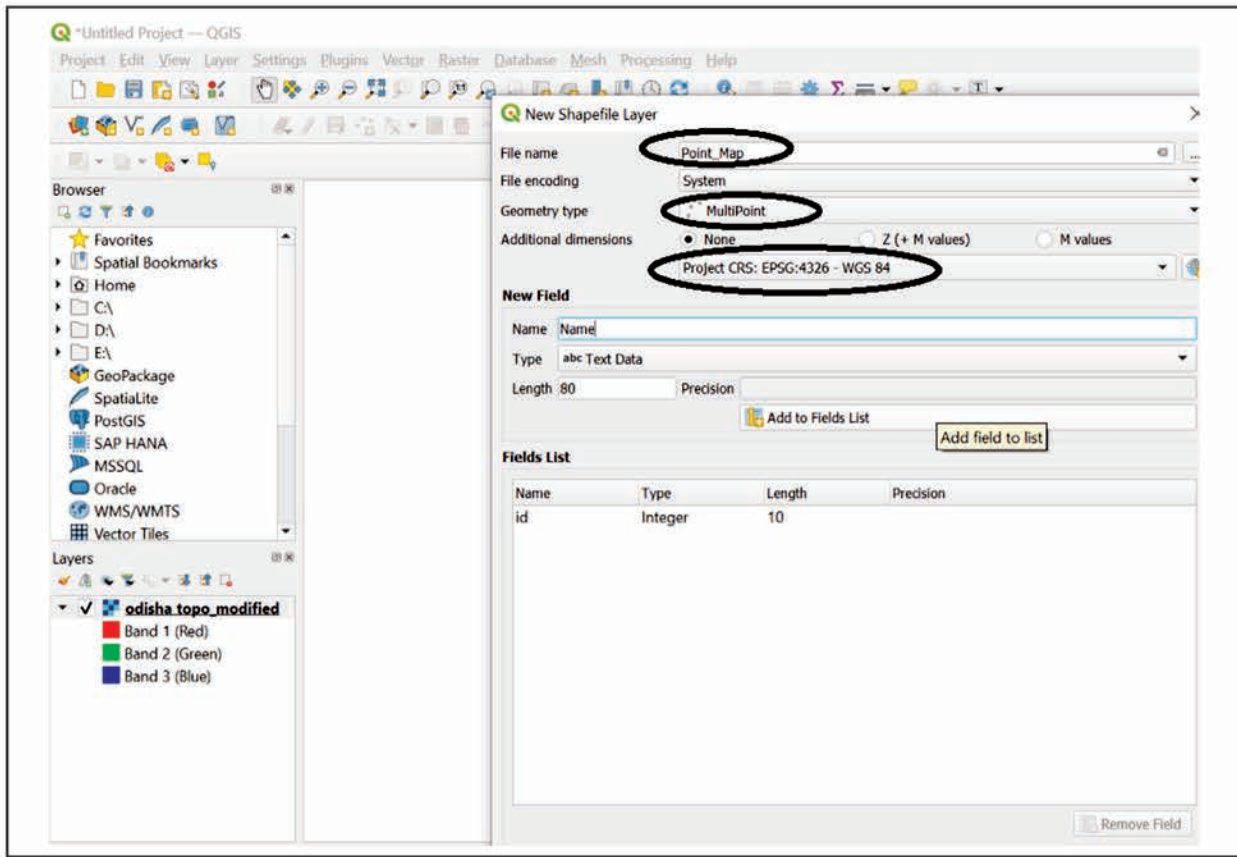 *Untitled Project — QGIS
Project Edit View Layer Settings Plugins Vector Raster Database Mesh Processing Help
Browser
Favorites
Spatial Bookmarks
Home
C:\
D:\
E:\
GeoPackage
SpatiaLite
PostGIS
SAP HANA
MSSQL
Oracle
WMS/WMTS
Vector Tiles
Layers
odisha topo_modified
Band 1 (Red)
Band 2 (Green)
Band 3 (Blue)
New Shapefile Layer
File name Point_Map ...
File encoding System
Geometry type MultiPoint
Additional dimensions None Z (+ M values) M values
Project CRS: EPSG:4326 - WGS 84
New Field
Name Name
Type abc Text Data
Length 80 Precision
Add to Fields List
Add field to list
Fields List
Name Type Length Precision
id Integer 10
Remove Field